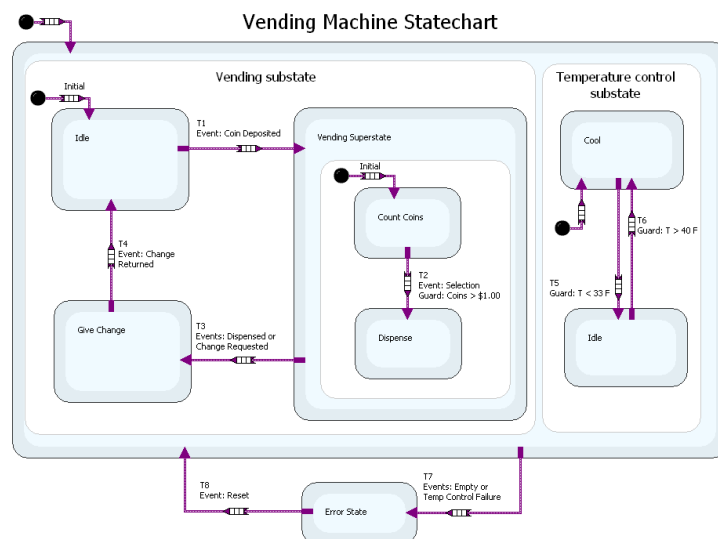 Vending Machine Statechart
Vending substate
Temperature control
substate
Initial
Idle
T1
Event: Coin Deposited
Vending Superstate
Initial
Count Coins
T2
Event: Selection
Guard: Coins > $1.00
Dispense
T4
Event: Change
Returned
Give Change
T3
Events: Dispensed or
Change Requested
Cool
T6
Guard: T > 40 F
T5
Guard: T < 33 F
Idle
T8
Event: Reset
Error State
T7
Events: Empty or
Temp Control Failure